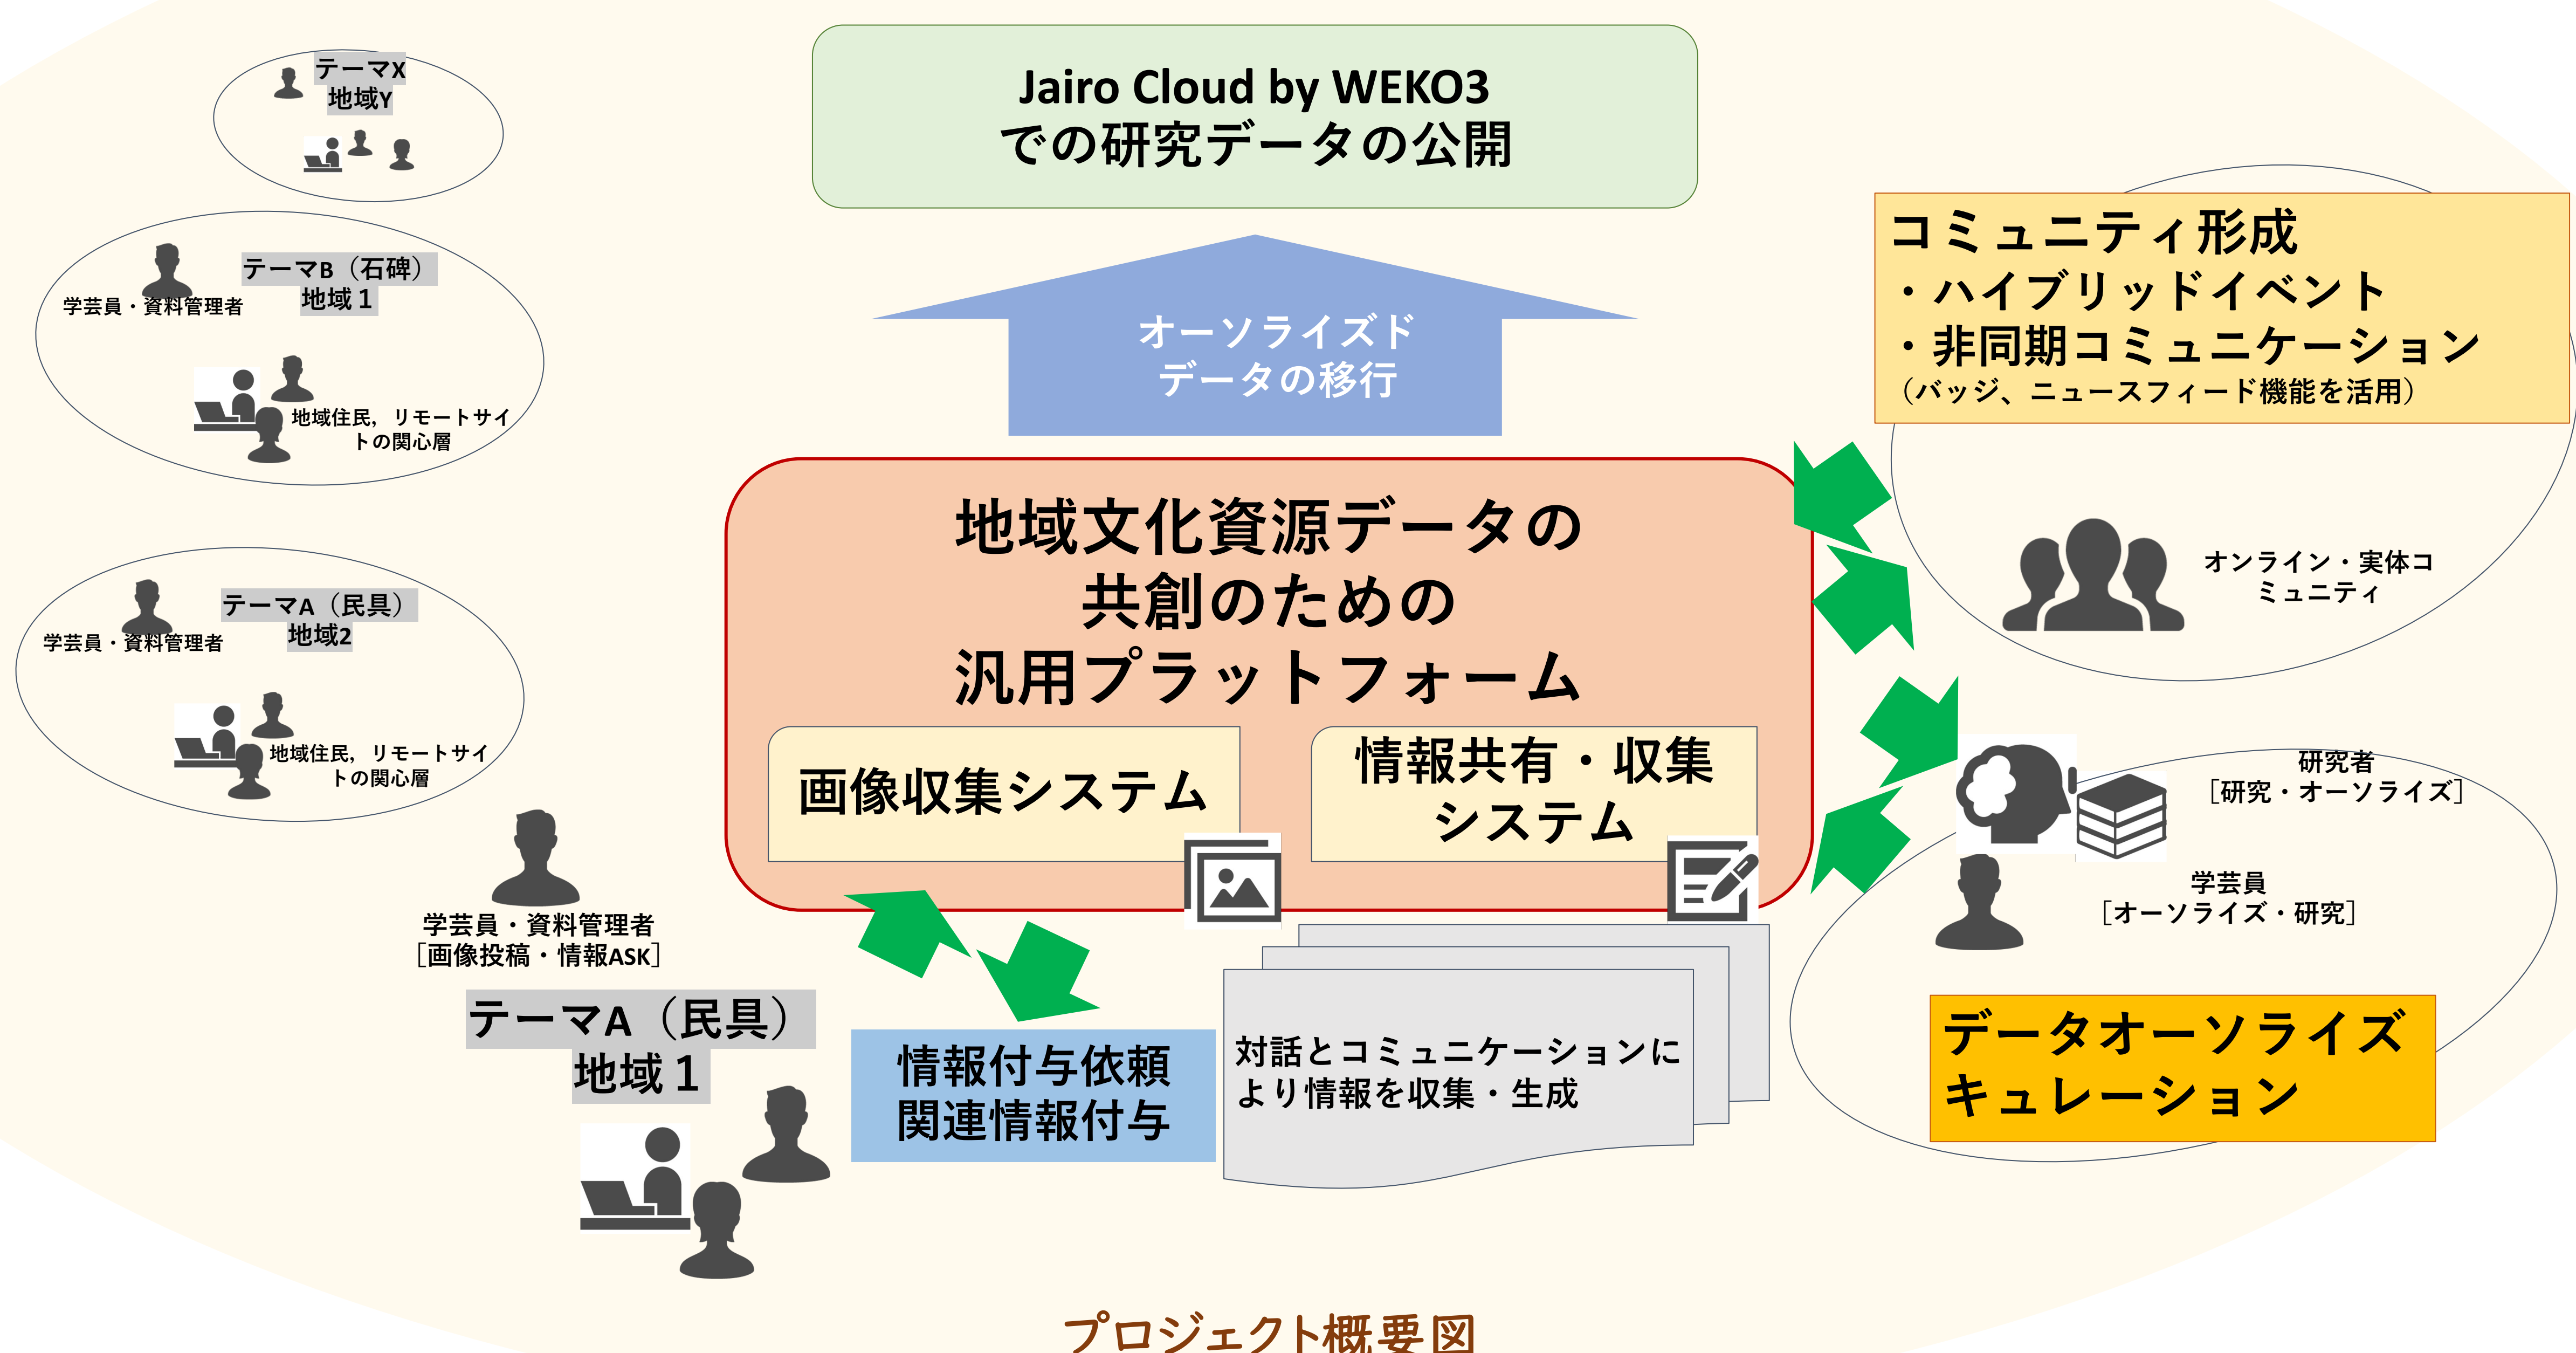 テーマX
地域Y
Jairo Cloud by WEKO3
での研究データの公開
テーマB（石碑）
地域１
学芸員・資料管理者
地域住民，リモートサイ
トの関心層
オーソライズド
データの移行
コミュニティ形成
・ハイブリッドイベント
・非同期コミュニケーション
（バッジ、ニュースフィード機能を活用）
オンライン・実体コ
ミュニティ
地域文化資源データの
共創のための
汎用プラットフォーム
画像収集システム
情報共有・収集
システム
テーマA（民具）
地域2
学芸員・資料管理者
地域住民，リモートサイ
トの関心層
研究者
［研究・オーソライズ］
学芸員
［オーソライズ・研究］
データオーソライズ
キュレーション
学芸員・資料管理者
［画像投稿・情報ASK］
テーマA（民具）
地域１
情報付与依頼
関連情報付与
対話とコミュニケーションに
より情報を収集・生成
プロジェクト概要図